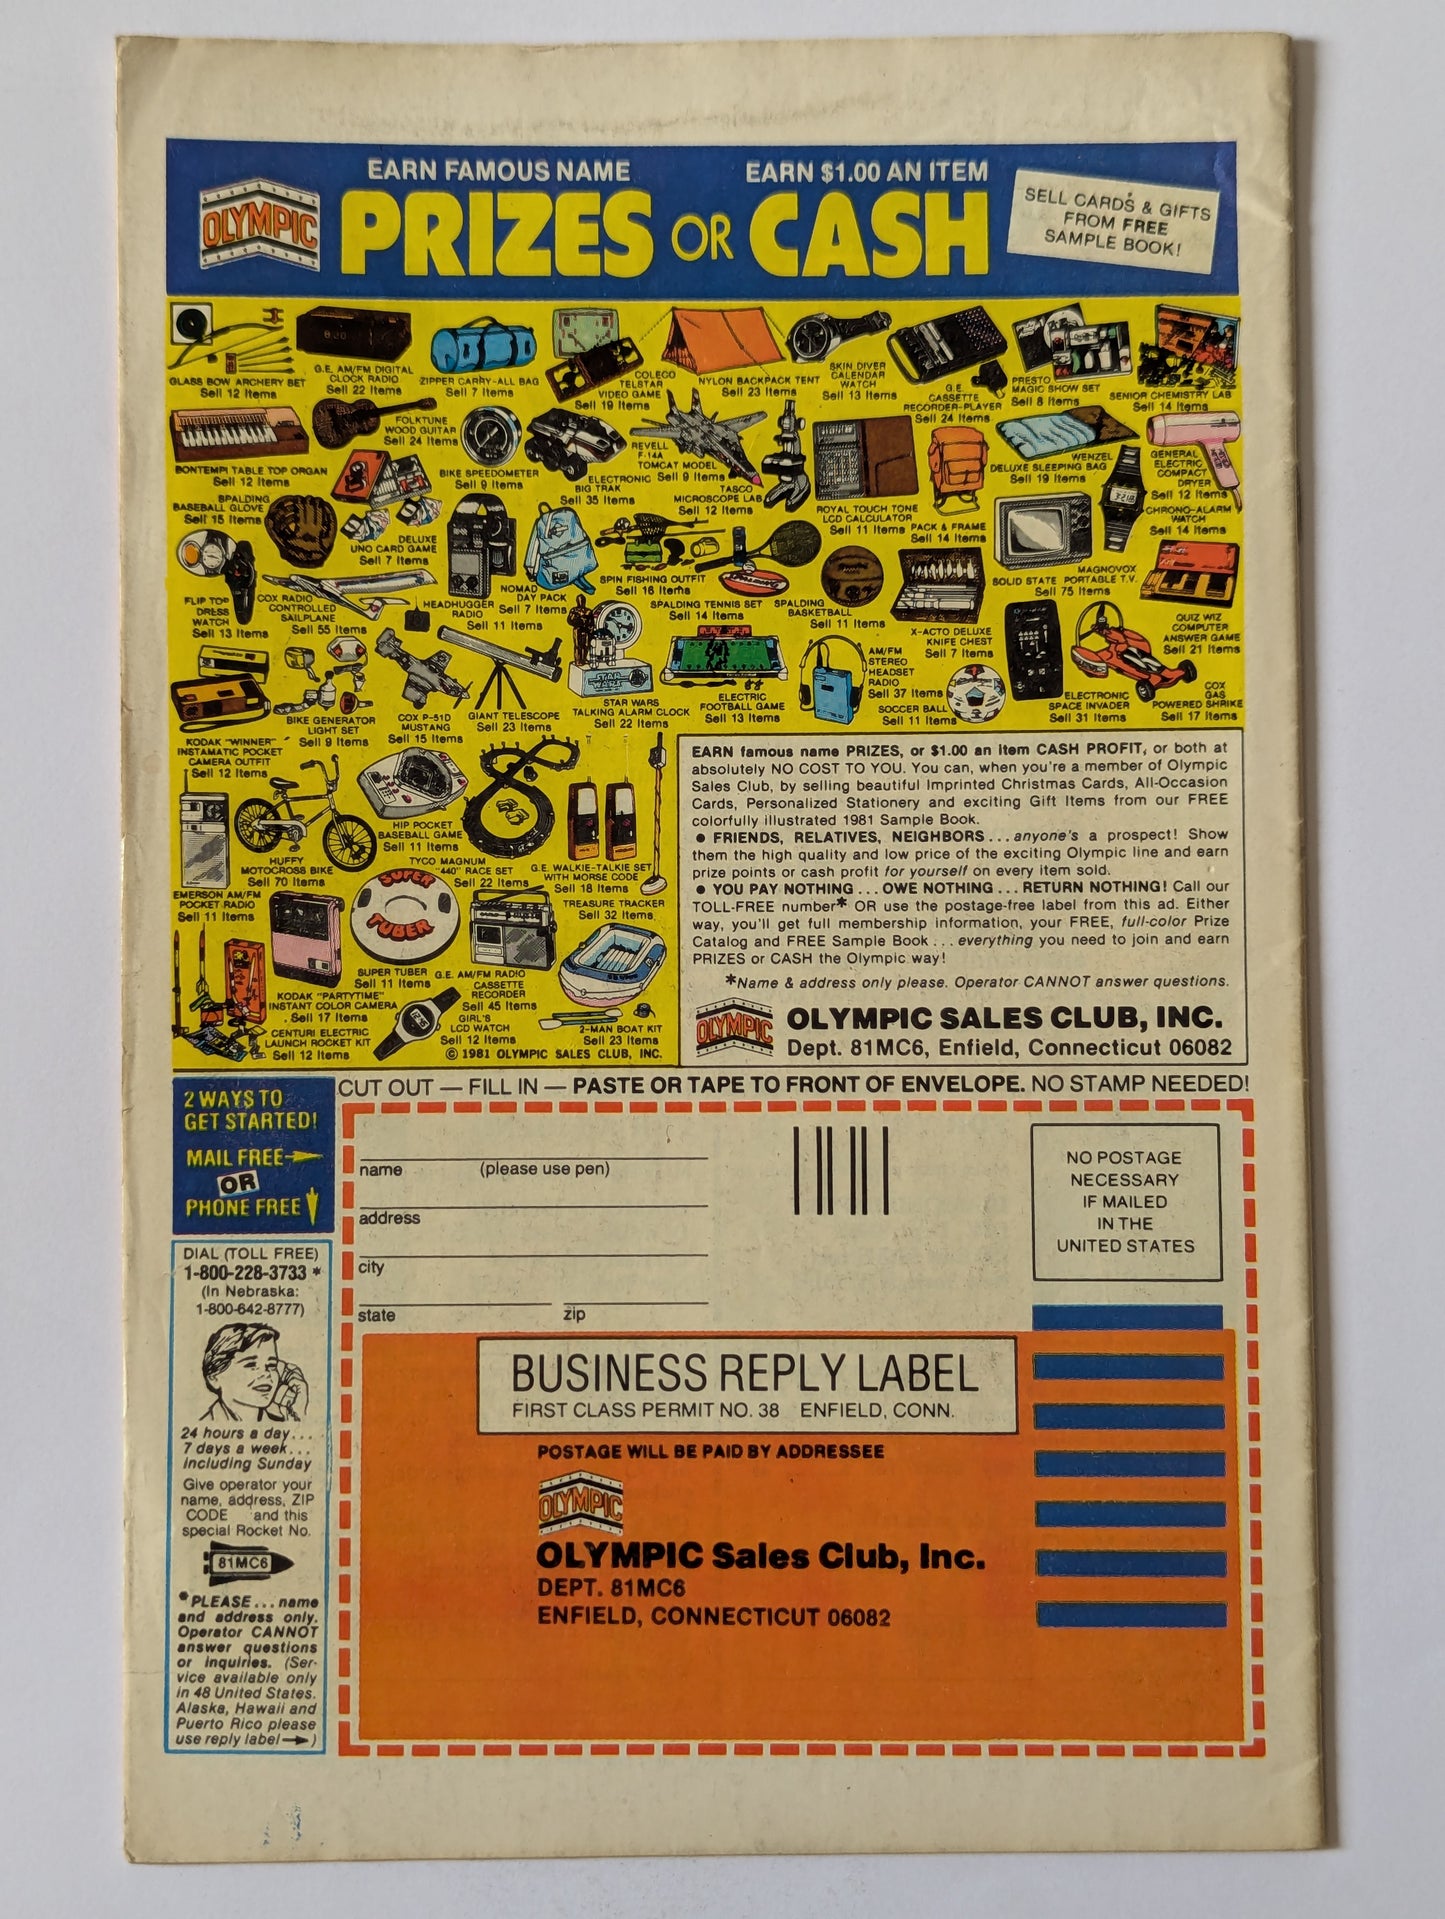 EARN FAMOUS NAME
PRIZES OR CASH
EARN $1.00 AN ITEM
OLYMPIC
SELL CARDS & GIFTS
FROM FREE
SAMPLE BOOK!
GLASS BOW ARCHERY SET
Sell 12 Items
G.E. AM/FM DIGITAL
CLOCK RADIO
Sell 22 Items
ZIPPER CARRY-ALL BAG
Sell 7 Items
COLECO
TELSTAR
VIDEO GAME
Sell 19 Items
NYLON BACKPACK TENT
Sell 23 Items
SKIN DIVER
CALENDAR
WATCH
Sell 13 Items
G.E.
CASSETTE
RECORDER-PLAYER
Sell 24 Items
PRESTO
MAGIC SHOW SET
Sell 8 Items
SENIOR CHEMISTRY LAB
Sell 14 Items
BONTEMPI TABLE TOP ORGAN
Sell 12 Items
FOLKTUNE
WOOD GUITAR
Sell 24 Items
BIKE SPEEDOMETER
Sell 9 Items
ELECTRONIC
BIG TRAK
Sell 35 Items
REVELL
F-14A
TOMCAT MODEL
Sell 9 Items
TASCO
MICROSCOPE LAB
Sell 12 Items
ROYAL TOUCH TONE
LCD CALCULATOR
Sell 11 Items
PACK & FRAME
Sell 14 Items
WENZEL
DELUXE SLEEPING BAG
Sell 19 Items
GENERAL
ELECTRIC
COMPACT
DRYER
Sell 12 Items
CHRONO-ALARM
WATCH
Sell 14 Items
SPALDING
BASEBALL GLOVE
Sell 15 Items
DELUXE
UNO CARD GAME
Sell 7 Items
FLIP TOP
DRESS
WATCH
Sell 13 Items
COX RADIO
CONTROLLED
SAILPLANE
Sell 55 Items
HEADHUGGER
RADIO
Sell 11 Items
NOMAD
DAY PACK
Sell 7 Items
SPIN FISHING OUTFIT
Sell 16 Items
SPALDING TENNIS SET
Sell 14 Items
SPALDING
BASKETBALL
Sell 11 Items
X-ACTO DELUXE
KNIFE CHEST
Sell 7 Items
MAGNOVOX
SOLID STATE PORTABLE T.V.
Sell 75 Items
QUIZ WIZ
COMPUTER
ANSWER GAME
Sell 21 Items
KODAK "WINNER"
INSTAMATIC POCKET
CAMERA OUTFIT
Sell 12 Items
BIKE GENERATOR
LIGHT SET
Sell 9 Items
COX P-51D
MUSTANG
Sell 15 Items
GIANT TELESCOPE
Sell 23 Items
STAR WARS
TALKING ALARM CLOCK
Sell 22 Items
ELECTRIC
FOOTBALL GAME
Sell 13 Items
AM/FM
STEREO
HEADSET
RADIO
Sell 37 Items
SOCCER BALL
Sell 11 Items
ELECTRONIC
SPACE INVADER
Sell 31 Items
COX
GAS
POWERED SHRIKE
Sell 17 Items
EMERSON AM/FM
POCKET RADIO
Sell 11 Items
HUFFY
MOTOCROSS BIKE
Sell 70 Items
HIP POCKET
BASEBALL GAME
Sell 11 Items
TYCO MAGNUM
"440" RACE SET
Sell 22 Items
G.E. WALKIE-TALKIE SET
WITH MORSE CODE
Sell 18 Items
TREASURE TRACKER
Sell 32 Items
SUPER
TUBER
SUPER TUBER
Sell 11 Items
KODAK "PARTYTIME"
INSTANT COLOR CAMERA
Sell 17 Items
G.E. AM/FM RADIO
CASSETTE
RECORDER
Sell 45 Items
CENTURI ELECTRIC
LAUNCH ROCKET KIT
Sell 12 Items
GIRL'S
LCD WATCH
Sell 12 Items
2-MAN BOAT KIT
Sell 23 Items
© 1981 OLYMPIC SALES CLUB, INC.
EARN famous name PRIZES, or $1.00 an item CASH PROFIT, or both at
absolutely NO COST TO YOU. You can, when you're a member of Olympic
Sales Club, by selling beautiful Imprinted Christmas Cards, All-Occasion
Cards, Personalized Stationery and exciting Gift Items from our FREE
colorfully illustrated 1981 Sample Book.
● FRIENDS, RELATIVES, NEIGHBORS...anyone's a prospect! Show
them the high quality and low price of the exciting Olympic line and earn
prize points or cash profit for yourself on every item sold.
● YOU PAY NOTHING...OWE NOTHING...RETURN NOTHING! Call our
TOLL-FREE number* OR use the postage-free label from this ad. Either
way, you'll get full membership information, your FREE, full-color Prize
Catalog and FREE Sample Book...everything you need to join and earn
PRIZES or CASH the Olympic way!
*Name & address only please. Operator CANNOT answer questions.
OLYMPIC
OLYMPIC SALES CLUB, INC.
Dept. 81MC6, Enfield, Connecticut 06082
2 WAYS TO
GET STARTED!
MAIL FREE
OR
PHONE FREE
CUT OUT — FILL IN — PASTE OR TAPE TO FRONT OF ENVELOPE. NO STAMP NEEDED!
name (please use pen)
address
city
state zip
NO POSTAGE
NECESSARY
IF MAILED
IN THE
UNITED STATES
DIAL (TOLL FREE)
1-800-228-3733 *
(In Nebraska:
1-800-642-8777)
24 hours a day...
7 days a week...
including Sunday
Give operator your
name, address, ZIP
CODE and this
special Rocket No.
81MC6
*PLEASE...name
and address only.
Operator CANNOT
answer questions
or inquiries. (Ser-
vice available only
in 48 United States.
Alaska, Hawaii and
Puerto Rico please
use reply label →)
BUSINESS REPLY LABEL
FIRST CLASS PERMIT NO. 38 ENFIELD, CONN.
POSTAGE WILL BE PAID BY ADDRESSEE
OLYMPIC
OLYMPIC Sales Club, Inc.
DEPT. 81MC6
ENFIELD, CONNECTICUT 06082